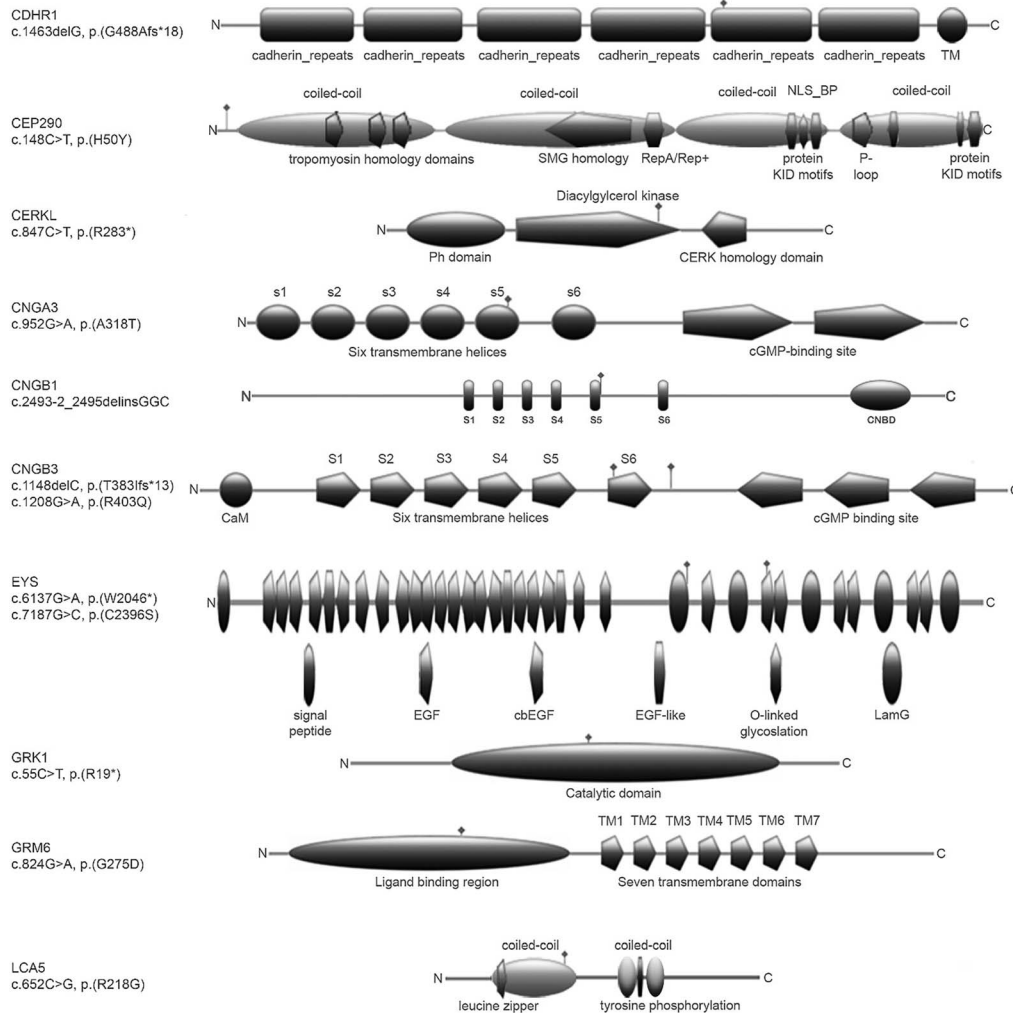 CDHR1
c.1463delG, p.(G488Afs*18)
N
C
cadherin_repeats cadherin_repeats cadherin_repeats cadherin_repeats cadherin_repeats cadherin_repeats TM
coiled-coil coiled-coil coiled-coil NLS_BP coiled-coil
CEP290
c.148C>T, p.(H50Y)
N
C
tropomyosin homology domains SMG homology RepA/Rep+ protein KID motifs P-loop protein KID motifs
Diacylgylcerol kinase
CERKL
c.847C>T, p.(R283*)
N
C
Ph domain CERK homology domain
s1 s2 s3 s4 s5 s6
CNGA3
c.952G>A, p.(A318T)
N
C
Six transmembrane helices cGMP-binding site
CNGB1
c.2493-2_2495delinsGGC
N
C
S1 S2 S3 S4 S5 S6 CNBD
S1 S2 S3 S4 S5 S6
CNGB3
c.1148delC, p.(T383Ifs*13)
c.1208G>A, p.(R403Q)
N
C
CaM Six transmembrane helices cGMP binding site
EYS
c.6137G>A, p.(W2046*)
c.7187G>C, p.(C2396S)
N
C
signal peptide EGF cbEGF EGF-like O-linked glycoslation LamG
GRK1
c.55C>T, p.(R19*)
N
C
Catalytic domain
TM1 TM2 TM3 TM4 TM5 TM6 TM7
GRM6
c.824G>A, p.(G275D)
N
C
Ligand binding region Seven transmembrane domains
coiled-coil coiled-coil
LCA5
c.652C>G, p.(R218G)
N
C
leucine zipper tyrosine phosphorylation